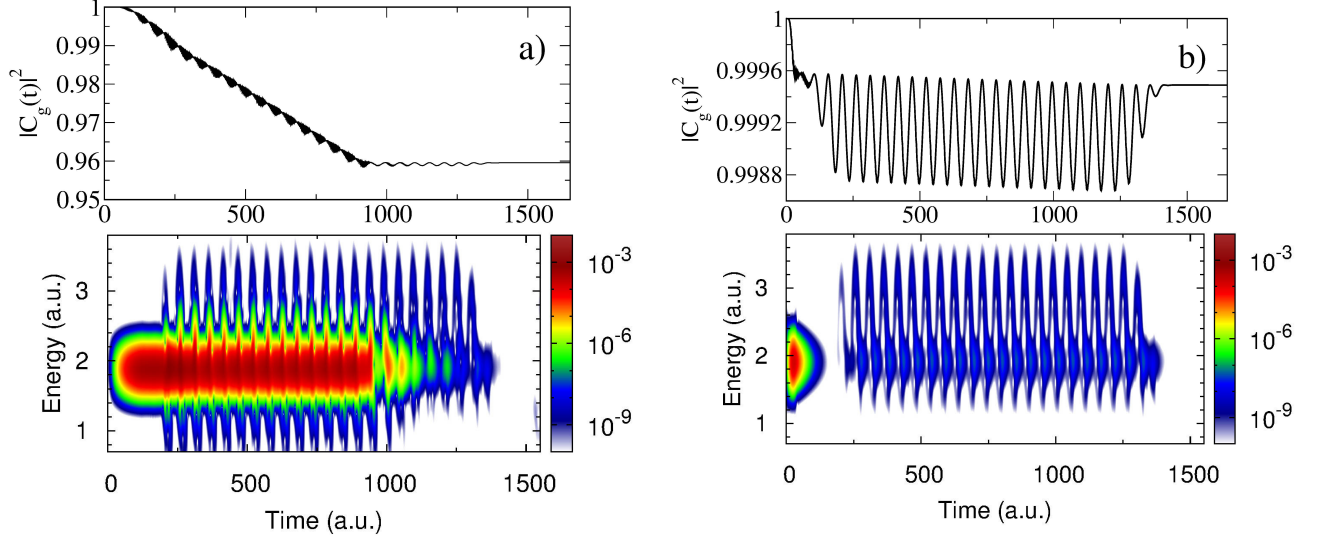 1
0.99
0.98
0.97
0.96
0.95
|C_g(t)|^2
a)
0 500 1000 1500
Energy (a.u.)
3
2
1
0 500 1000 1500
Time (a.u.)
10^-3
10^-6
10^-9
1
0.9996
0.9992
0.9988
|C_g(t)|^2
b)
0 500 1000 1500
Energy (a.u.)
3
2
1
0 500 1000 1500
Time (a.u.)
10^-3
10^-6
10^-9